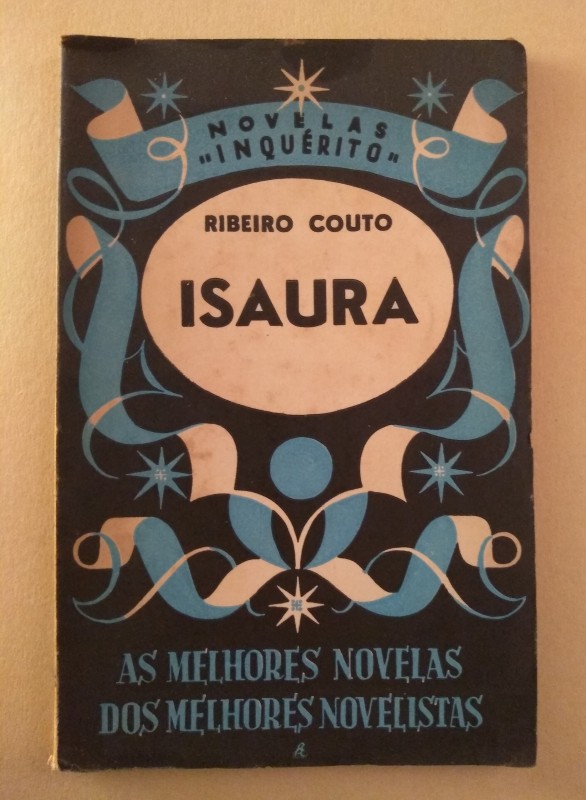 NOVELAS
"INQUÉRITO"
RIBEIRO COUTO
ISAURA
AS MELHORES NOVELAS
DOS MELHORES NOVELISTAS